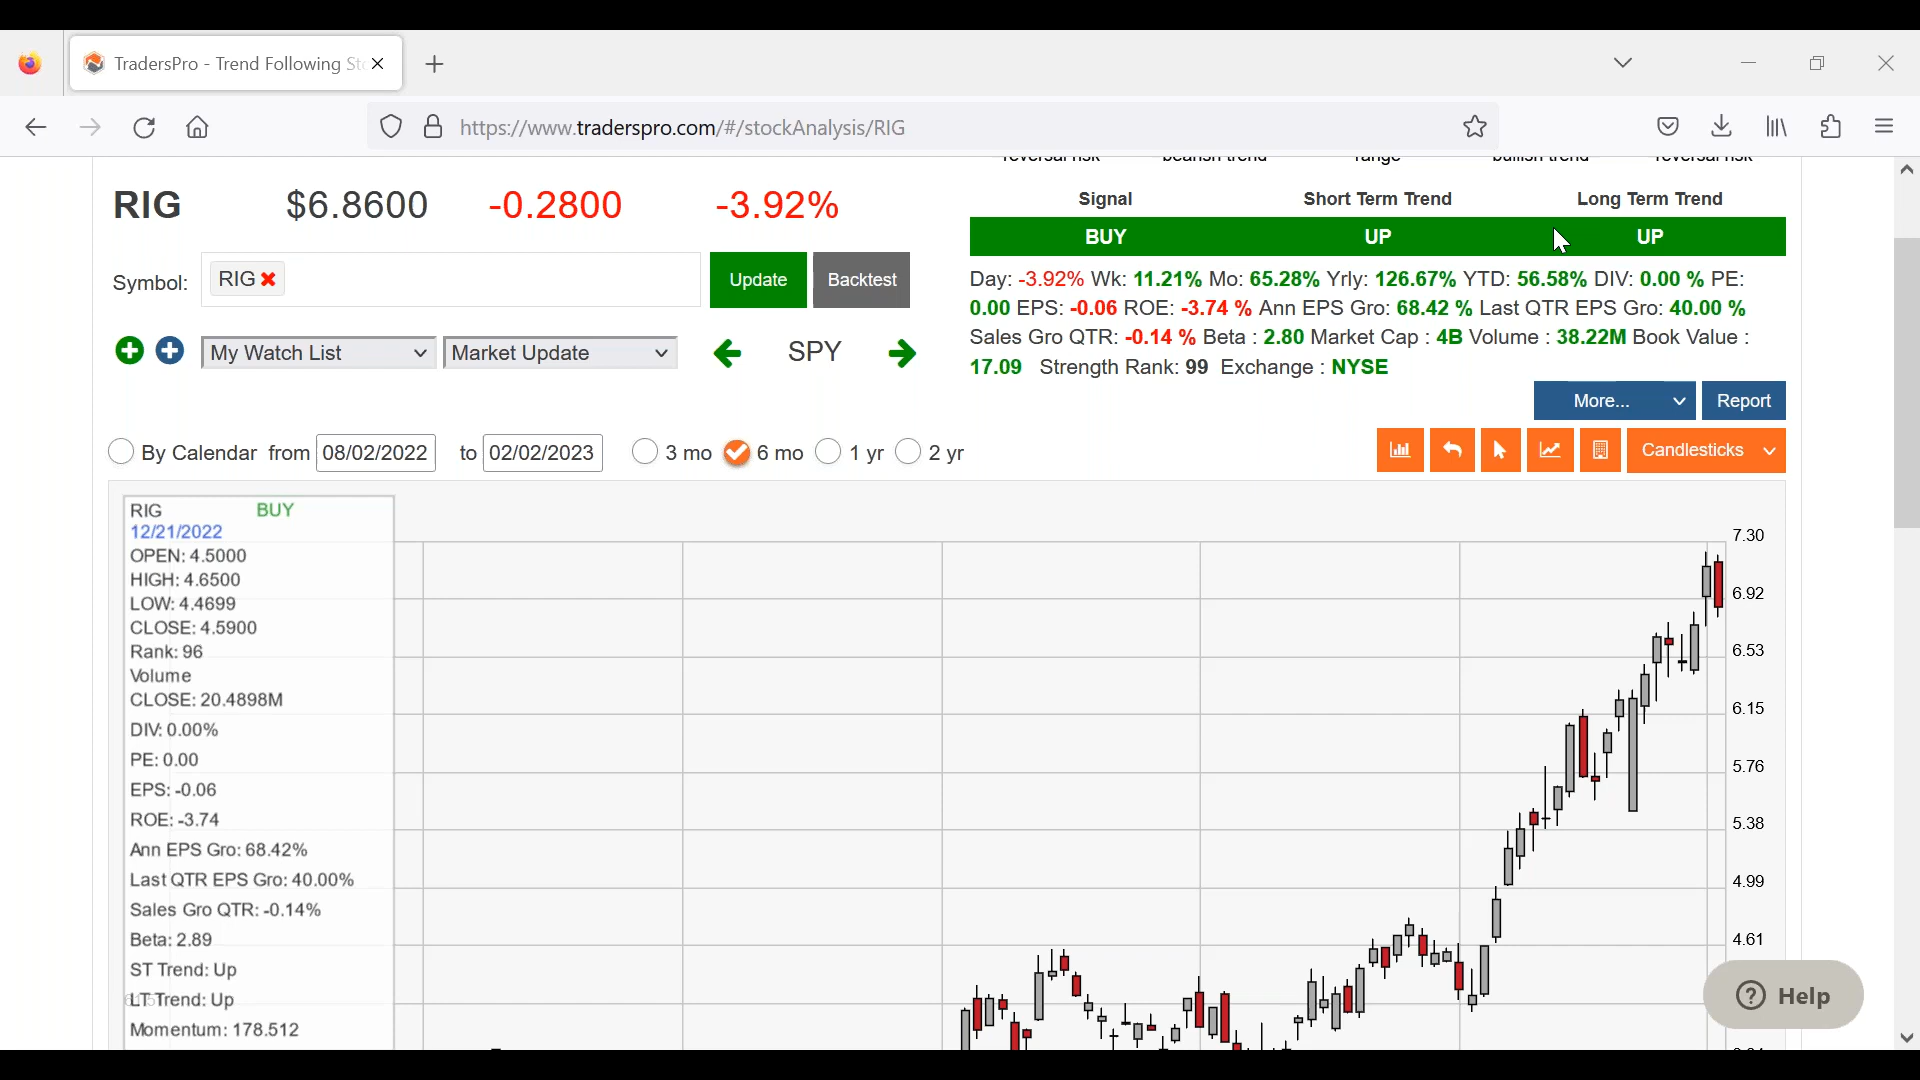 TradersPro - Trend Following St
https://www.traderspro.com/#/stockAnalysis/RIG
reversal risk bearish trend range bullish trend reversal risk
RIG $6.8600 -0.2800 -3.92%
Signal Short Term Trend Long Term Trend
BUY UP UP
Symbol: RIG Update Backtest
Day: -3.92% Wk: 11.21% Mo: 65.28% Yrly: 126.67% YTD: 56.58% DIV: 0.00 % PE:
0.00 EPS: -0.06 ROE: -3.74 % Ann EPS Gro: 68.42 % Last QTR EPS Gro: 40.00 %
Sales Gro QTR: -0.14 % Beta : 2.80 Market Cap : 4B Volume : 38.22M Book Value :
17.09 Strength Rank: 99 Exchange : NYSE
My Watch List Market Update SPY
More... Report
By Calendar from 08/02/2022 to 02/02/2023 3 mo 6 mo 1 yr 2 yr
Candlesticks
RIG BUY
12/21/2022
OPEN: 4.5000
HIGH: 4.6500
LOW: 4.4699
CLOSE: 4.5900
Rank: 96
Volume
CLOSE: 20.4898M
DIV: 0.00%
PE: 0.00
EPS: -0.06
ROE: -3.74
Ann EPS Gro: 68.42%
Last QTR EPS Gro: 40.00%
Sales Gro QTR: -0.14%
Beta: 2.89
ST Trend: Up
LT Trend: Up
Momentum: 178.512
7.30
6.92
6.53
6.15
5.76
5.38
4.99
4.61
Help